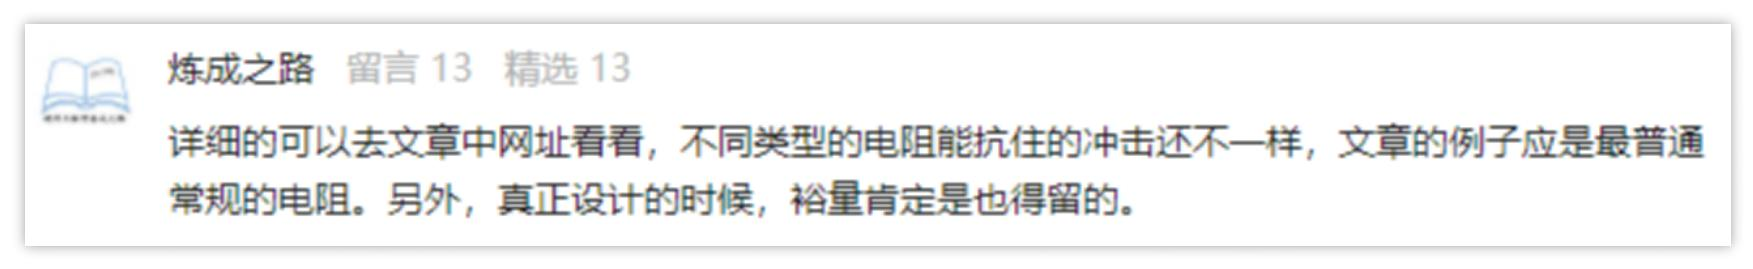 炼成之路 留言 13 精选 13
详细的可以去文章中网址看看，不同类型的电阻能抗住的冲击还不一样，文章的例子应是最普通
常规的电阻。另外，真正设计的时候，裕量肯定是也得留的。